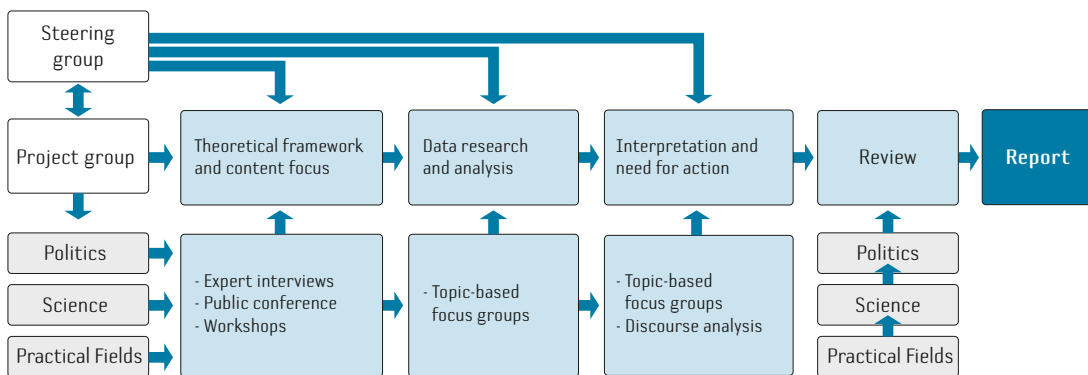 Steering
group
Project group
Theoretical framework
and content focus
Data research
and analysis
Interpretation and
need for action
Review
Report
Politics
Science
Practical Fields
- Expert interviews
- Public conference
- Workshops
- Topic-based
focus groups
- Topic-based
focus groups
- Discourse analysis
Politics
Science
Practical Fields